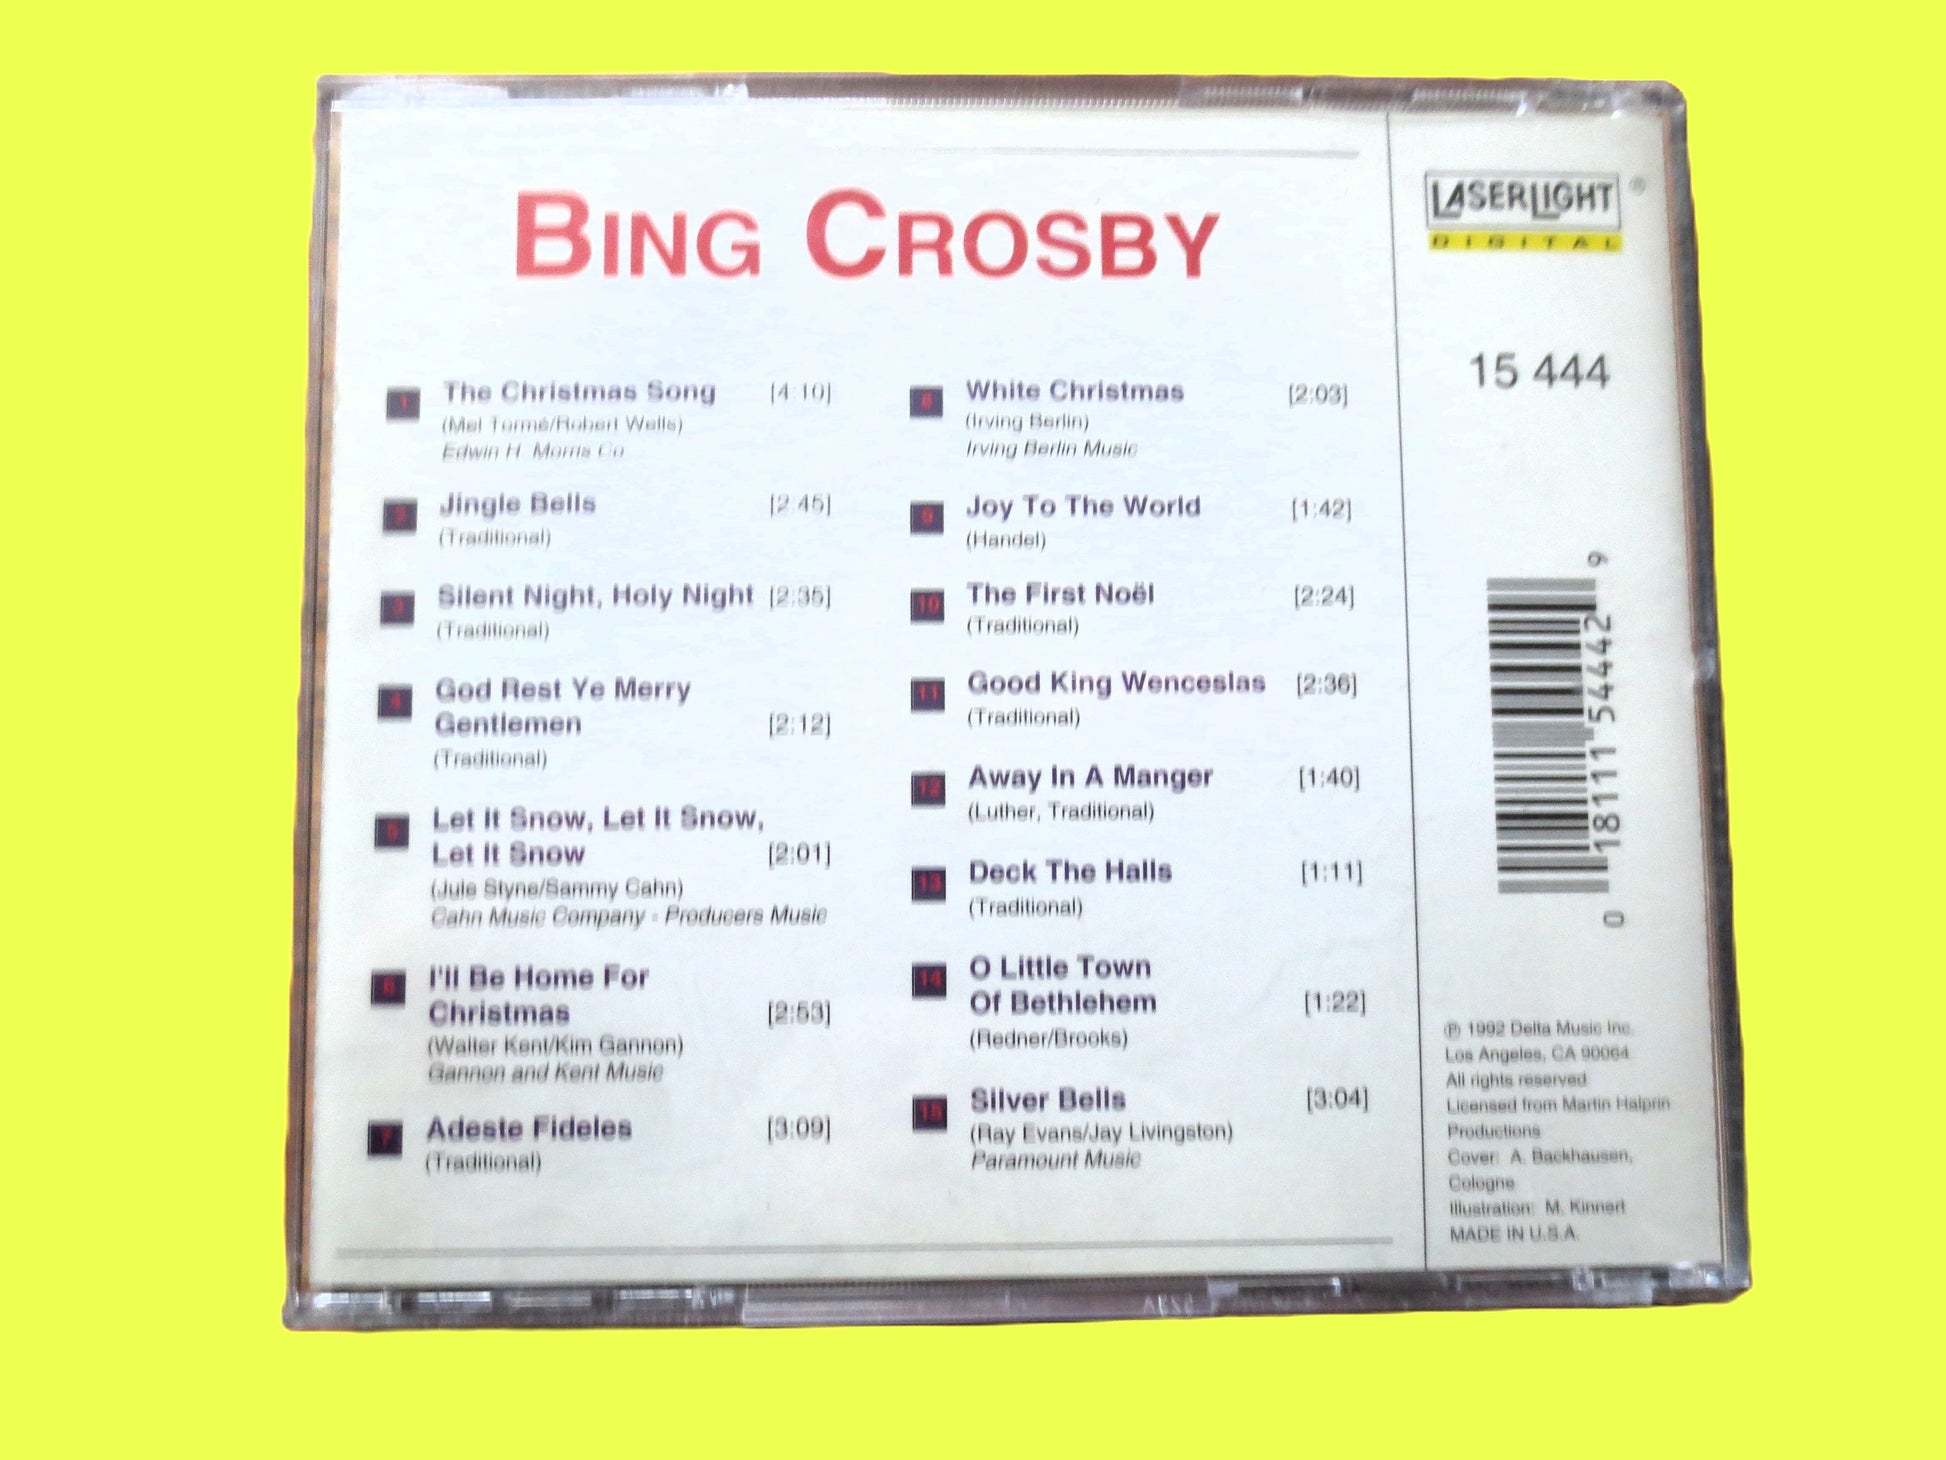 BING CROSBY
1 The Christmas Song [4:10]
(Mel Tormé/Robert Wells)
Edwin H. Morris Co
2 Jingle Bells [2:45]
(Traditional)
3 Silent Night, Holy Night [2:35]
(Traditional)
4 God Rest Ye Merry
Gentlemen [2:12]
(Traditional)
5 Let It Snow, Let It Snow,
Let It Snow [2:01]
(Jule Styne/Sammy Cahn)
Cahn Music Company - Producers Music
6 I'll Be Home For
Christmas [2:53]
(Walter Kent/Kim Gannon)
Gannon and Kent Music
7 Adeste Fideles [3:09]
(Traditional)
8 White Christmas [2:03]
(Irving Berlin)
Irving Berlin Music
9 Joy To The World [1:42]
(Handel)
10 The First Noël [2:24]
(Traditional)
11 Good King Wenceslas [2:36]
(Traditional)
12 Away In A Manger [1:40]
(Luther, Traditional)
13 Deck The Halls [1:11]
(Traditional)
14 O Little Town
Of Bethlehem [1:22]
(Redner/Brooks)
15 Silver Bells [3:04]
(Ray Evans/Jay Livingston)
Paramount Music
LASERLIGHT ®
DIGITAL
15 444
0 18111 54442 9
℗ 1992 Delta Music Inc.
Los Angeles, CA 90064
All rights reserved
Licensed from Martin Halprin
Productions
Cover: A. Backhausen,
Cologne
Illustration: M. Kinnert
MADE IN U.S.A.